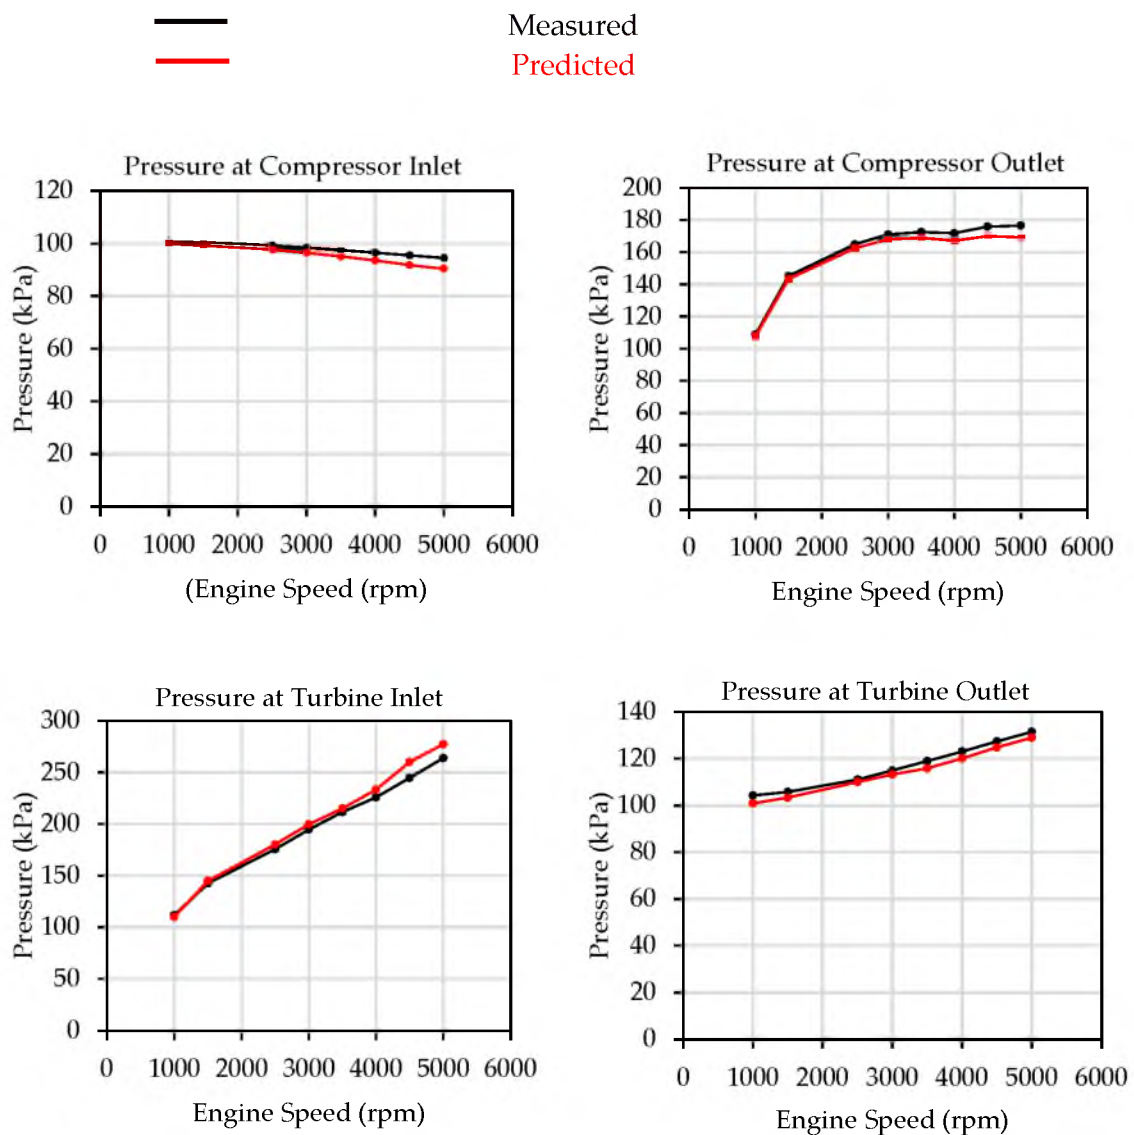 Measured
Predicted
Pressure at Compressor Inlet
120
100
80
60
40
20
0
Pressure (kPa)
0 1000 2000 3000 4000 5000 6000
(Engine Speed (rpm)
Pressure at Compressor Outlet
200
180
160
140
120
100
80
60
40
20
0
Pressure (kPa)
0 1000 2000 3000 4000 5000 6000
Engine Speed (rpm)
Pressure at Turbine Inlet
300
250
200
150
100
50
0
Pressure (kPa)
0 1000 2000 3000 4000 5000 6000
Engine Speed (rpm)
Pressure at Turbine Outlet
140
120
100
80
60
40
20
0
Pressure (kPa)
0 1000 2000 3000 4000 5000 6000
Engine Speed (rpm)